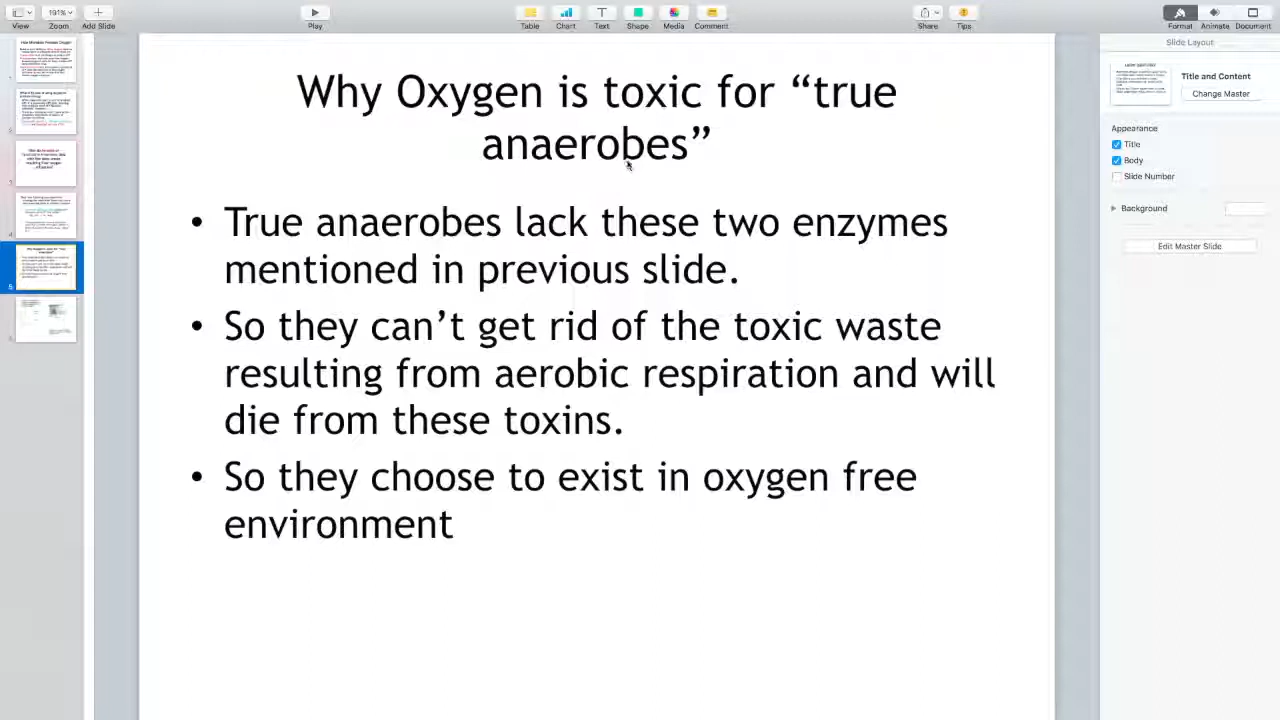 View
191%
Zoom
Add Slide
Play
Table
Chart
Text
Shape
Media
Comment
Share
Tips
Format
Animate
Document
Why Oxygen is toxic for “true
anaerobes”
• True anaerobes lack these two enzymes
mentioned in previous slide.
• So they can’t get rid of the toxic waste
resulting from aerobic respiration and will
die from these toxins.
• So they choose to exist in oxygen free
environment
Slide Layout
Title and Content
Change Master
Appearance
Title
Body
Slide Number
Background
Edit Master Slide